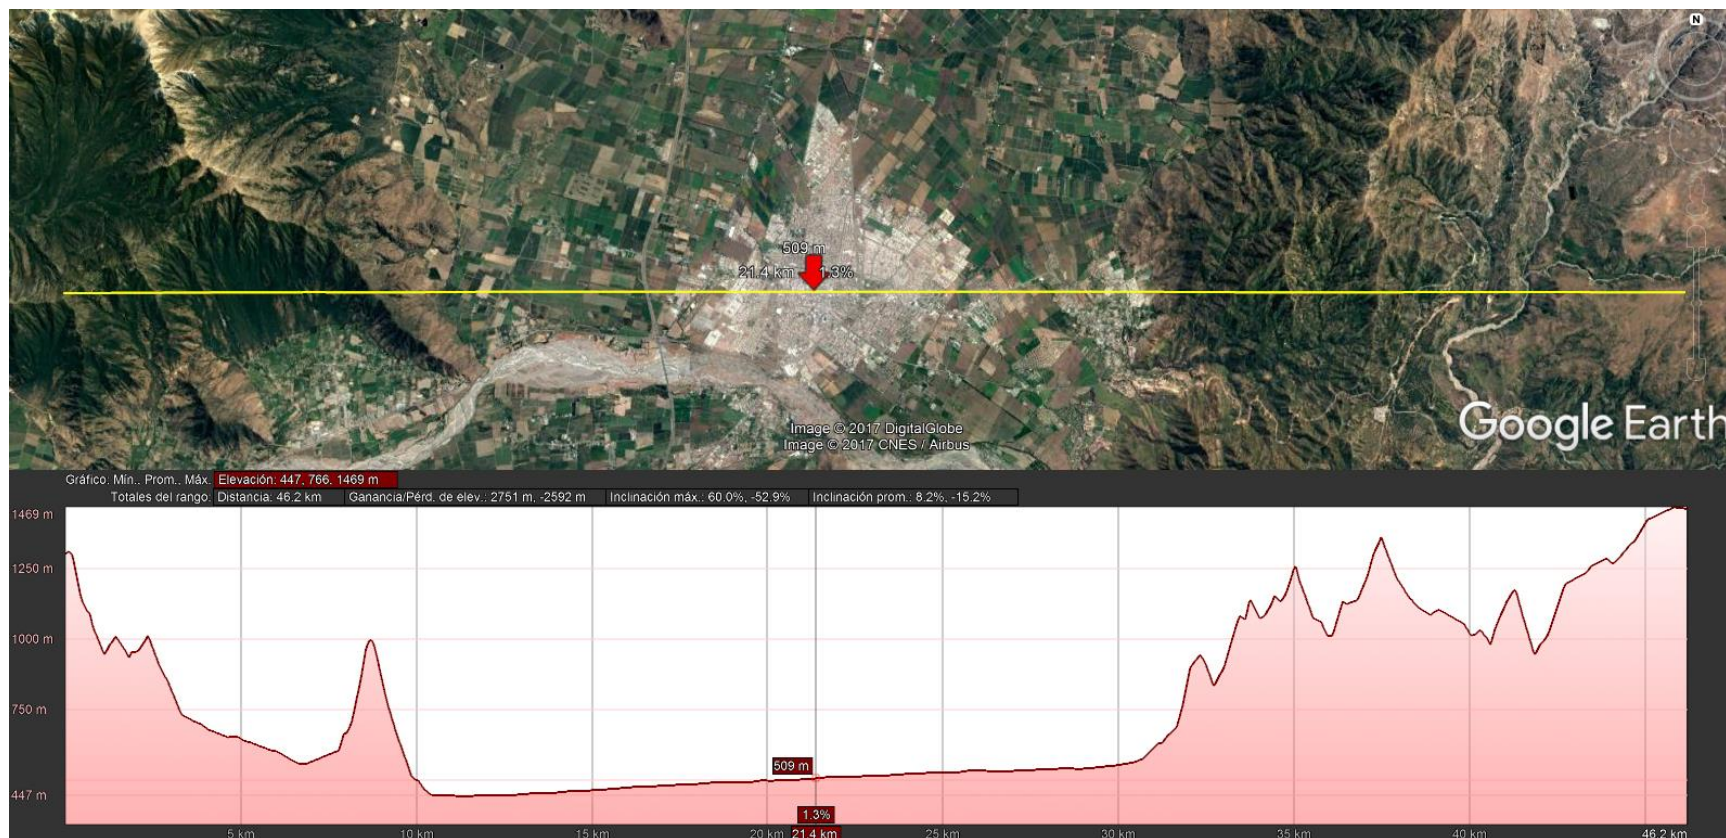 N
509 m
21.4 km 1.3%
Image © 2017 DigitalGlobe
Image © 2017 CNES / Airbus
Google Earth
Gráfico: Mín., Prom., Máx. Elevación: 447, 766, 1469 m
Totales del rango: Distancia: 46.2 km Ganancia/Pérd. de elev.: 2751 m, -2592 m Inclinación máx.: 60.0%, -52.9% Inclinación prom.: 8.2%, -15.2%
1469 m
1250 m
1000 m
750 m
509 m
447 m
1.3%
5 km 10 km 15 km 20 km 21.4 km 25 km 30 km 35 km 40 km 46.2 km